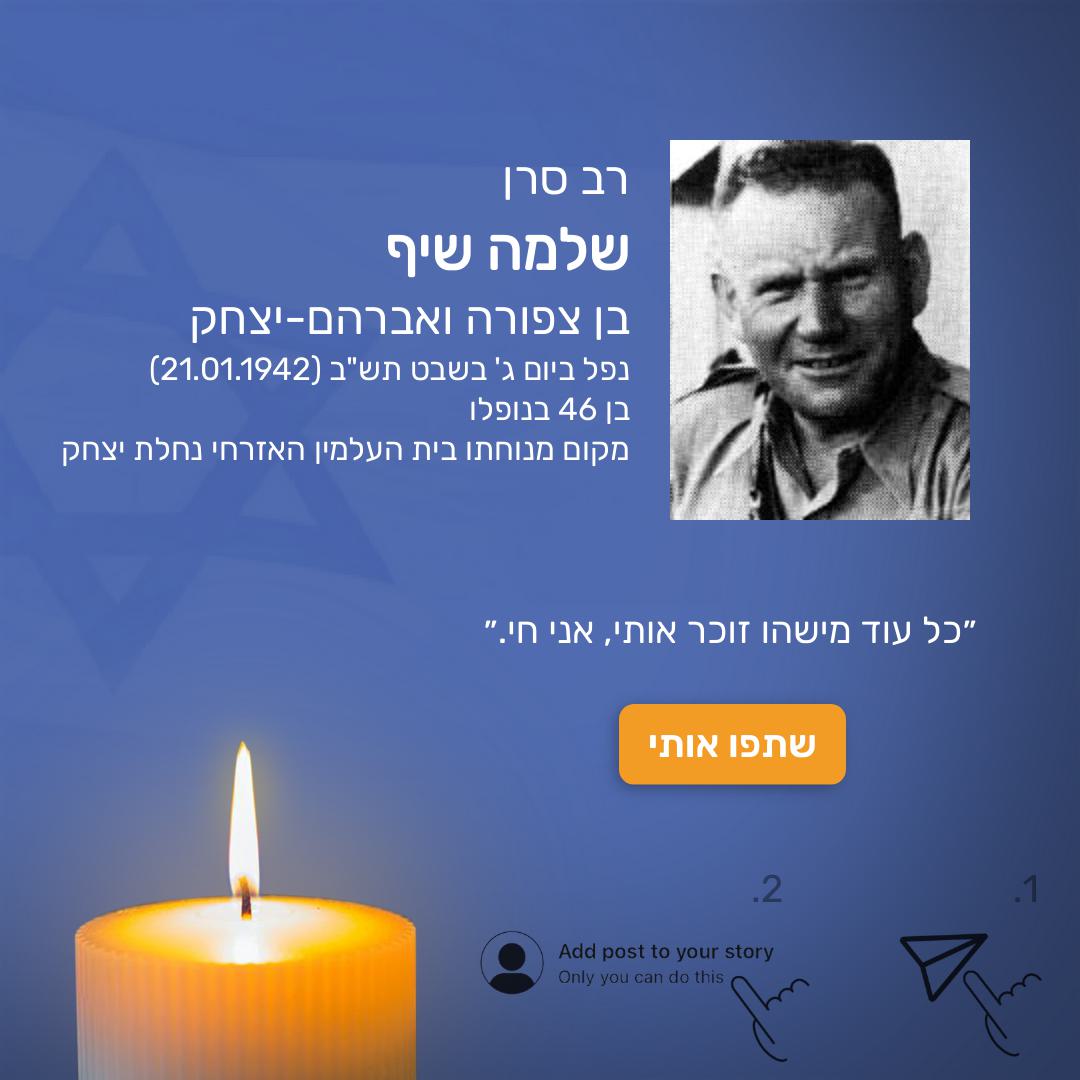 רב סרן
שלמה שיף
בן צפורה ואברהם-יצחק
נפל ביום ג' בשבט תש"ב (21.01.1942)
בן 46 בנופלו
מקום מנוחתו בית העלמין האזרחי נחלת יצחק
״כל עוד מישהו זוכר אותי, אני חי.״
שתפו אותי
1.
2.
Add post to your story
Only you can do this